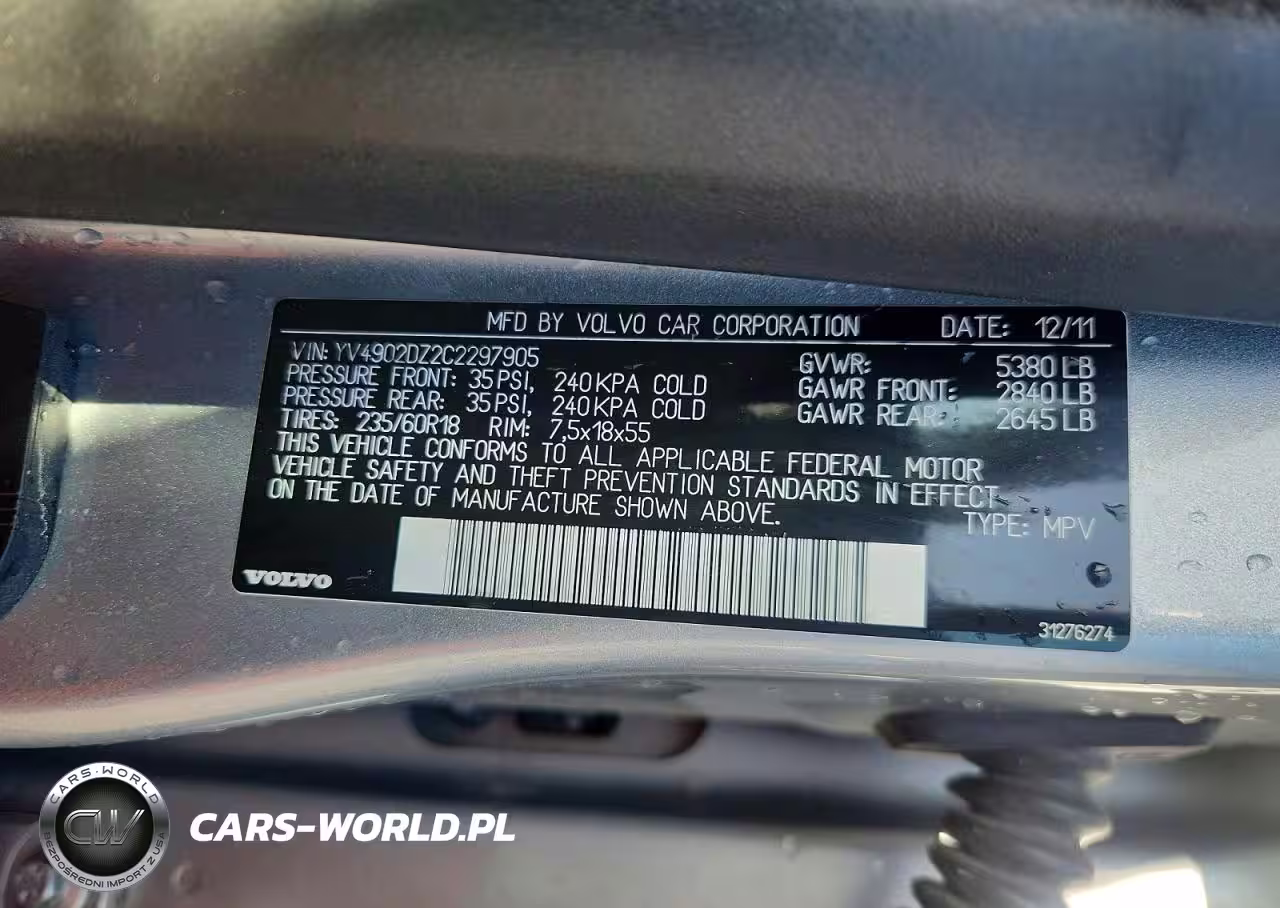 MFD BY VOLVO CAR CORPORATION DATE: 12/11
VIN: YV4902DZ2C2297905 GVWR: 5380 LB
PRESSURE FRONT: 35 PSI, 240 KPA COLD GAWR FRONT: 2840 LB
PRESSURE REAR: 35 PSI, 240 KPA COLD GAWR REAR: 2645 LB
TIRES: 235/60R18 RIM: 7,5x18x55
THIS VEHICLE CONFORMS TO ALL APPLICABLE FEDERAL MOTOR
VEHICLE SAFETY AND THEFT PREVENTION STANDARDS IN EFFECT
ON THE DATE OF MANUFACTURE SHOWN ABOVE.
TYPE: MPV
VOLVO
31276274
CARS-WORLD
CW
BEZPOŚREDNI IMPORT Z USA
CARS-WORLD.PL